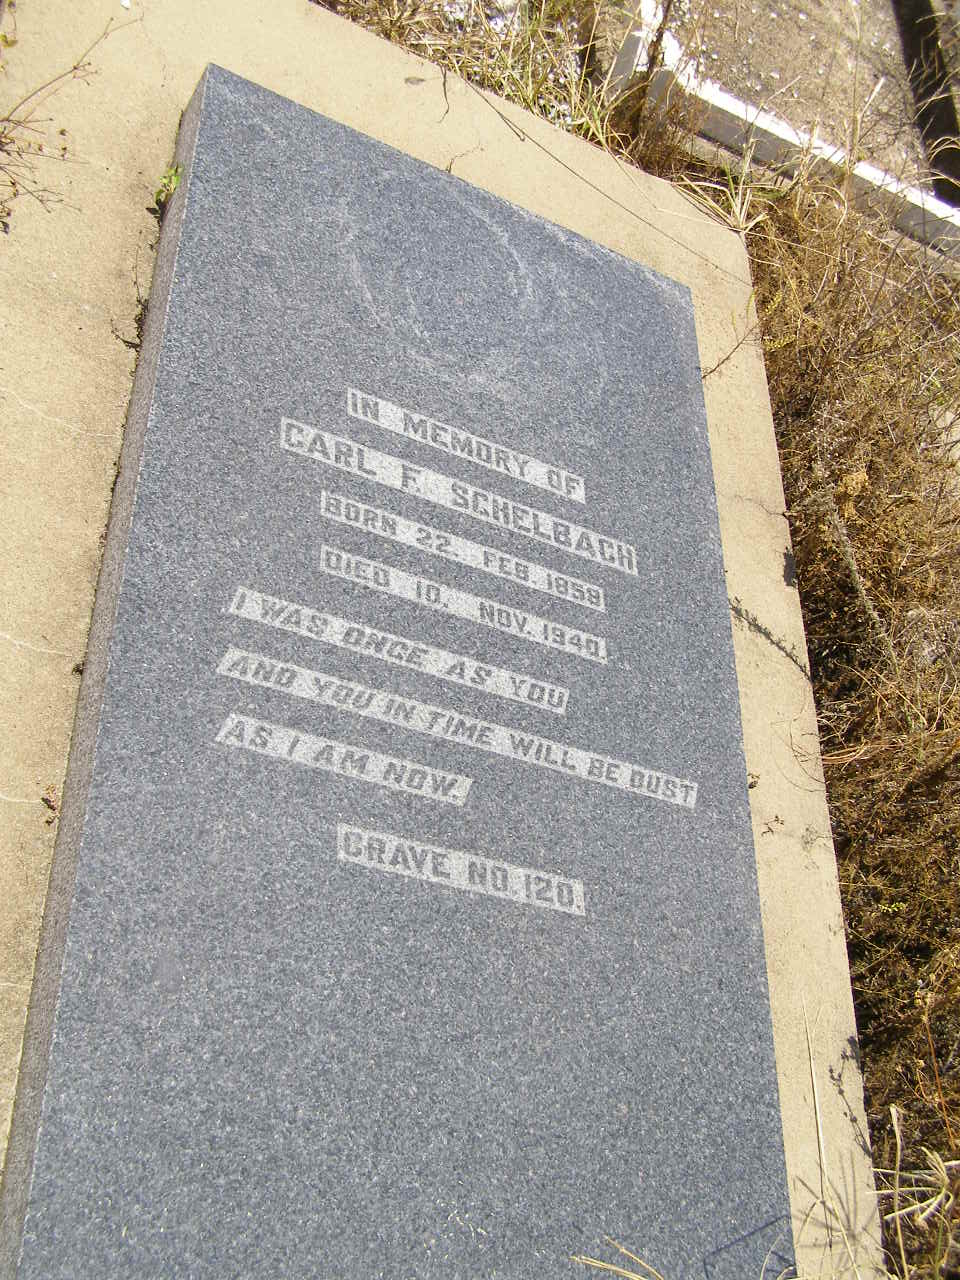 IN MEMORY OF
CARL F. SCHELBACH
BORN 22. FEB. 1859
DIED 10. NOV. 1940.
I WAS ONCE AS YOU
AND YOU IN TIME WILL BE DUST
AS I AM NOW.
GRAVE NO. 120.